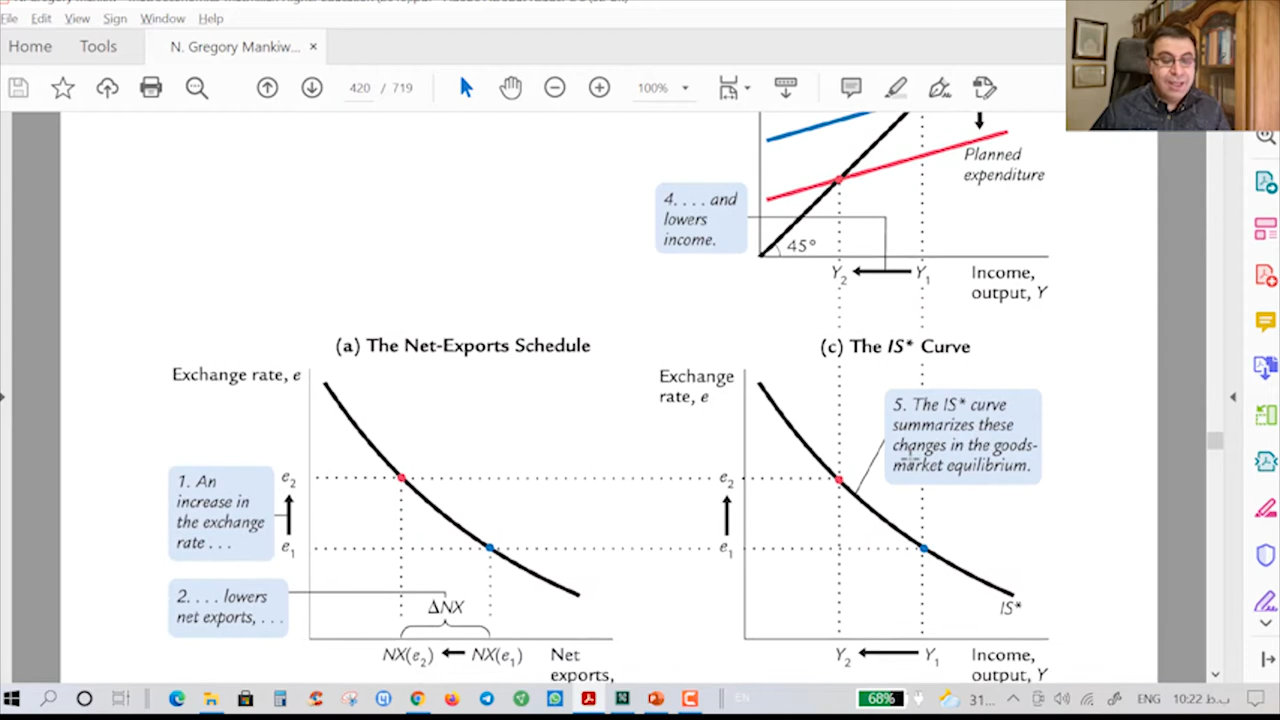 File Edit View Sign Window Help
Home Tools N. Gregory Mankiw... ×
420 / 719 100%
Planned
expenditure
4. . . . and
lowers
income.
45°
Y2 Y1 Income,
output, Y
(a) The Net-Exports Schedule
(c) The IS* Curve
Exchange rate, e
Exchange
rate, e
5. The IS* curve
summarizes these
changes in the goods-
market equilibrium.
1. An
increase in
the exchange
rate . . .
e2
e1
e2
e1
2. . . . lowers
net exports, . . .
ΔNX
IS*
NX(e2) NX(e1) Net
exports,
Y2 Y1 Income,
output, Y
EN 68% 31... ENG 10:22